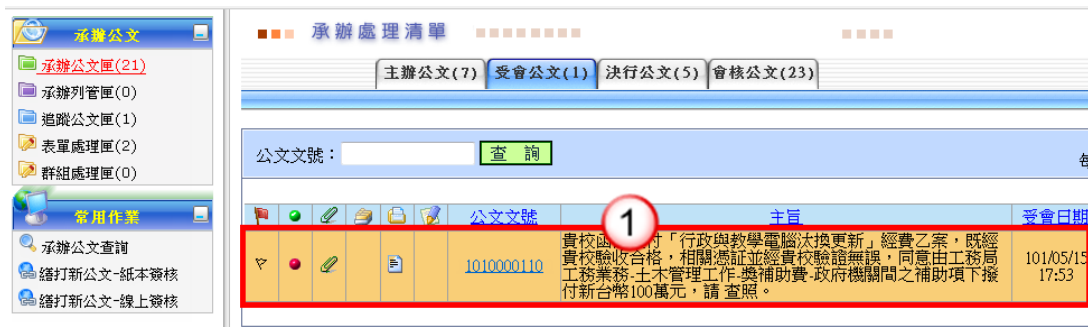 承辦公文
承辦公文匣(21)
承辦列管匣(0)
追蹤公文匣(1)
表單處理匣(2)
群組處理匣(0)
常用作業
承辦公文查詢
繕打新公文-紙本簽核
繕打新公文-線上簽核
承辦處理清單
主辦公文(7) 受會公文(1) 決行公文(5) 會核公文(23)
公文文號： 查 詢
公文文號 主旨 受會日期
1
貴校函 付「行政與教學電腦汰換更新」經費乙案，既經
貴校驗收合格，相關憑証並經貴校驗證無誤，同意由工務局
工務業務-土木管理工作-獎補助費-政府機關間之補助項下撥
付新台幣100萬元，請 查照。
1010000110
101/05/15
17:53